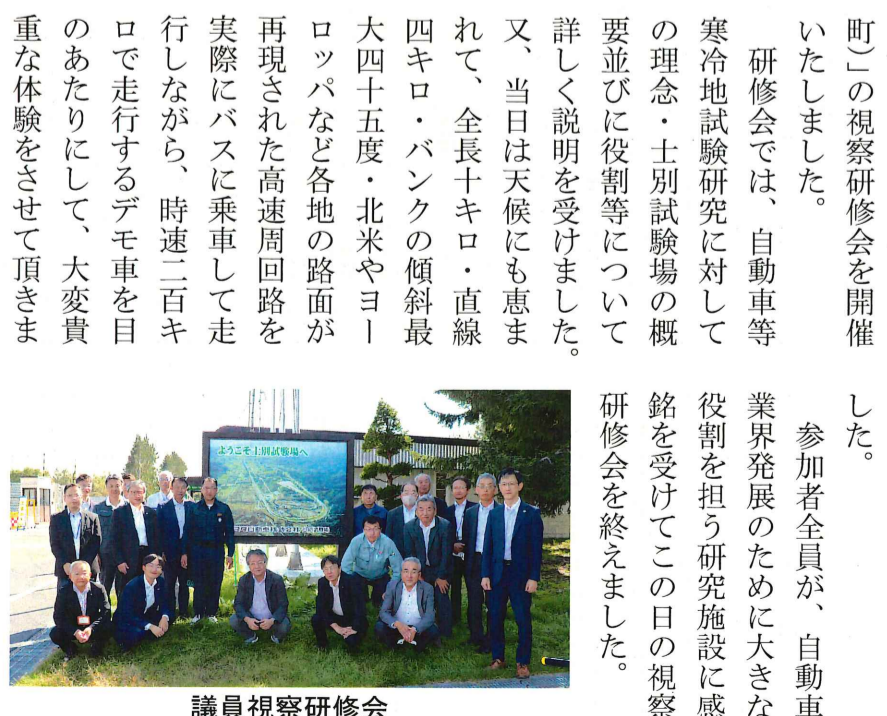 町)」の視察研修会を開催
いたしました。
研修会では、自動車等
寒冷地試験研究に対して
の理念・士別試験場の概
要並びに役割等について
詳しく説明を受けました。
又、当日は天候にも恵ま
れて、全長十キロ・直線
四キロ・バンクの傾斜最
大四十五度・北米やヨー
ロッパなど各地の路面が
再現された高速周回路を
実際にバスに乗車して走
行しながら、時速二百キ
ロで走行するデモ車を目
のあたりにして、大変貴
重な体験をさせて頂きま
した。
参加者全員が、自動車
業界発展のために大きな
役割を担う研究施設に感
銘を受けてこの日の視察
研修会を終えました。
ようこそ士別試験場へ
議員視察研修会